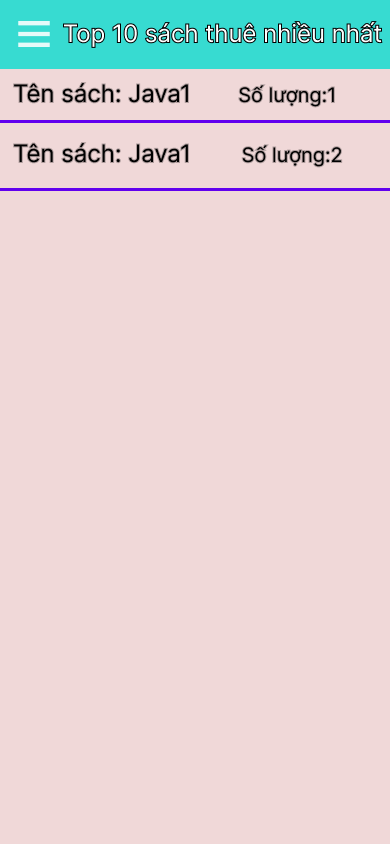 Top 10 sách thuê nhiều nhất
Tên sách: Java1 Số lượng:1
Tên sách: Java1 Số lượng:2